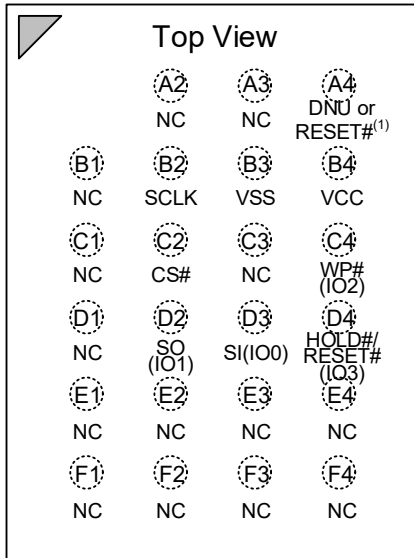 Top View
A2 A3 A4
NC NC DNU or
RESET#(1)
B1 B2 B3 B4
NC SCLK VSS VCC
C1 C2 C3 C4
NC CS# NC WP#
(IO2)
D1 D2 D3 D4
NC SO
(IO1) SI(IO0) HOLD#/
RESET#
(IO3)
E1 E2 E3 E4
NC NC NC NC
F1 F2 F3 F4
NC NC NC NC